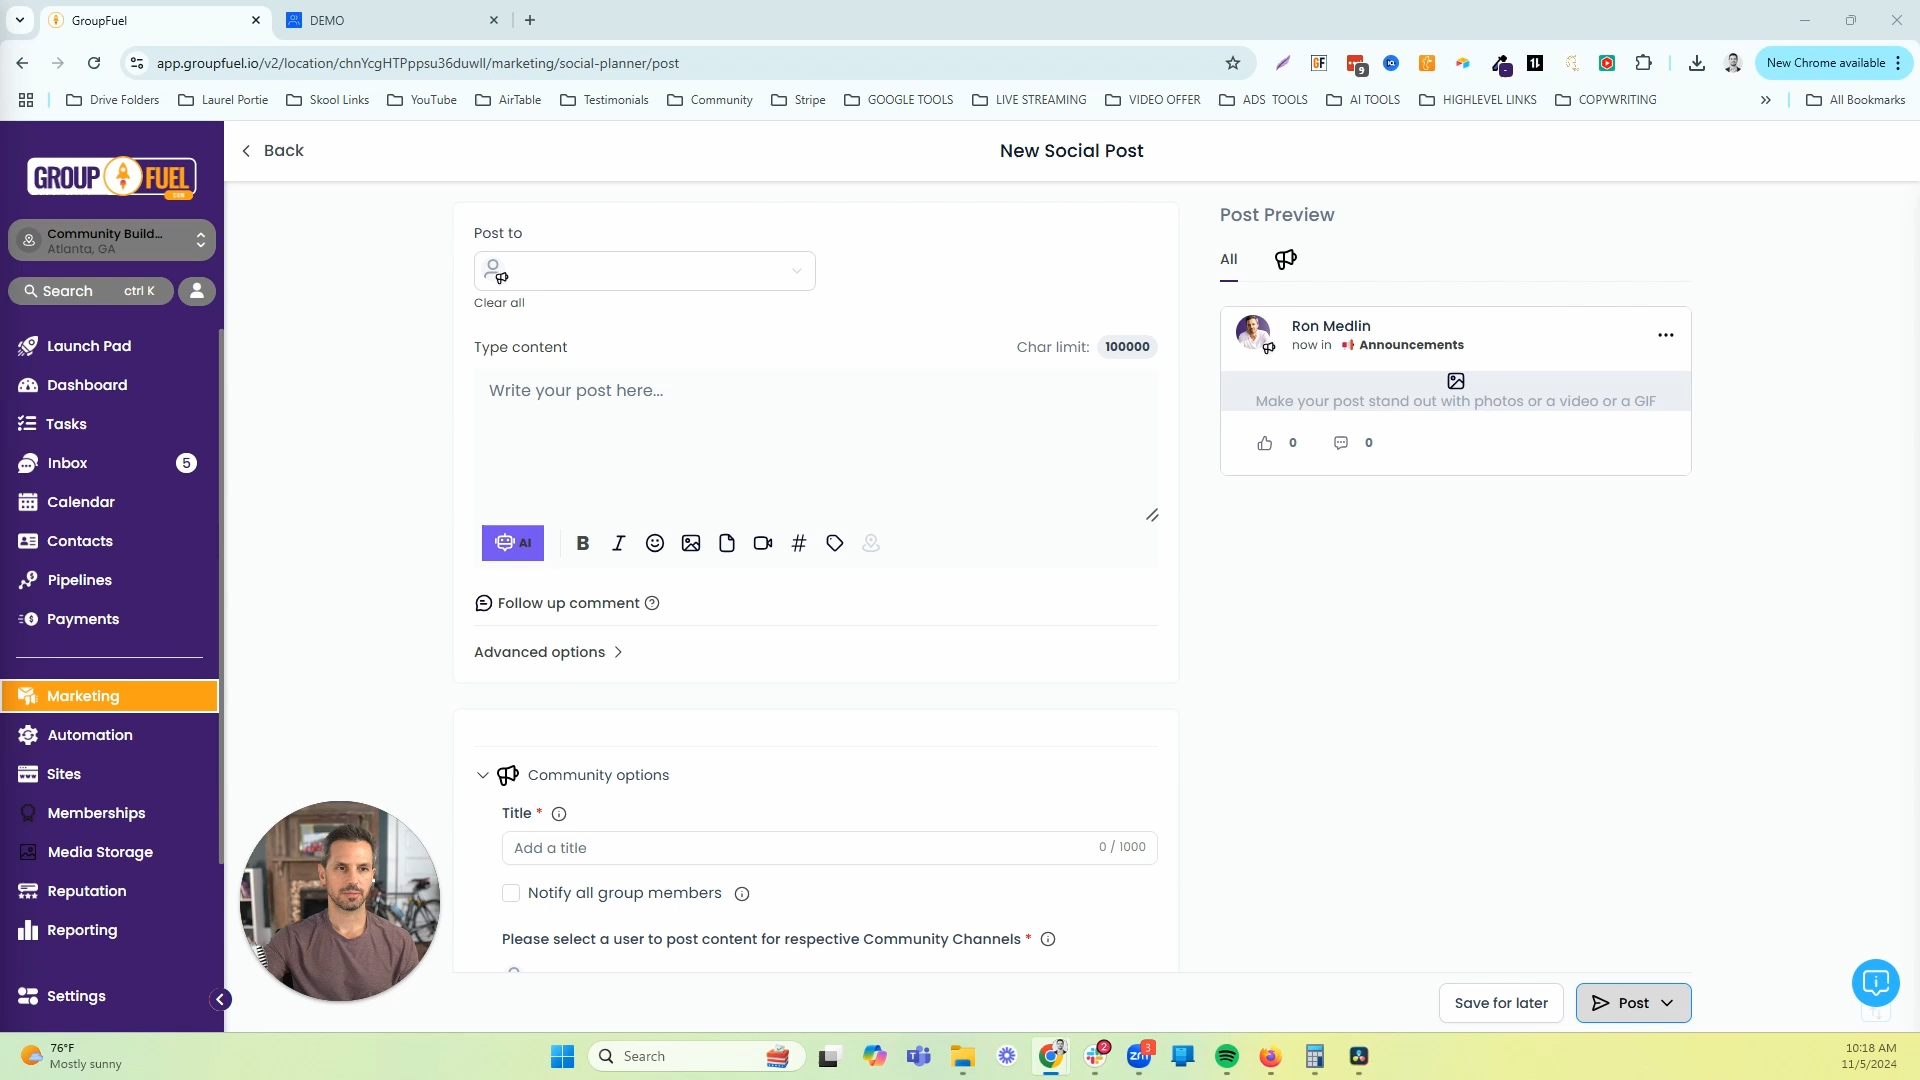 GroupFuel
DEMO
app.groupfuel.io/v2/location/chnYcgHTPppsu36duwlI/marketing/social-planner/post
GF
9
New Chrome available
Drive Folders
Laurel Portie
Skool Links
YouTube
AirTable
Testimonials
Community
Stripe
GOOGLE TOOLS
LIVE STREAMING
VIDEO OFFER
ADS TOOLS
AI TOOLS
HIGHLEVEL LINKS
COPYWRITING
All Bookmarks
GROUP FUEL
Community Build...
Atlanta, GA
Search ctrl K
Launch Pad
Dashboard
Tasks
Inbox 5
Calendar
Contacts
Pipelines
Payments
Marketing
Automation
Sites
Memberships
Media Storage
Reputation
Reporting
Settings
Back
New Social Post
Post to
Clear all
Type content
Char limit: 100000
Write your post here...
AI
B I #
Follow up comment
Advanced options
Community options
Title *
Add a title
0 / 1000
Notify all group members
Please select a user to post content for respective Community Channels *
Post Preview
All
Ron Medlin
now in Announcements
Make your post stand out with photos or a video or a GIF
0 0
Save for later
Post
76°F
Mostly sunny
Search
2
zm
3
10:18 AM
11/5/2024